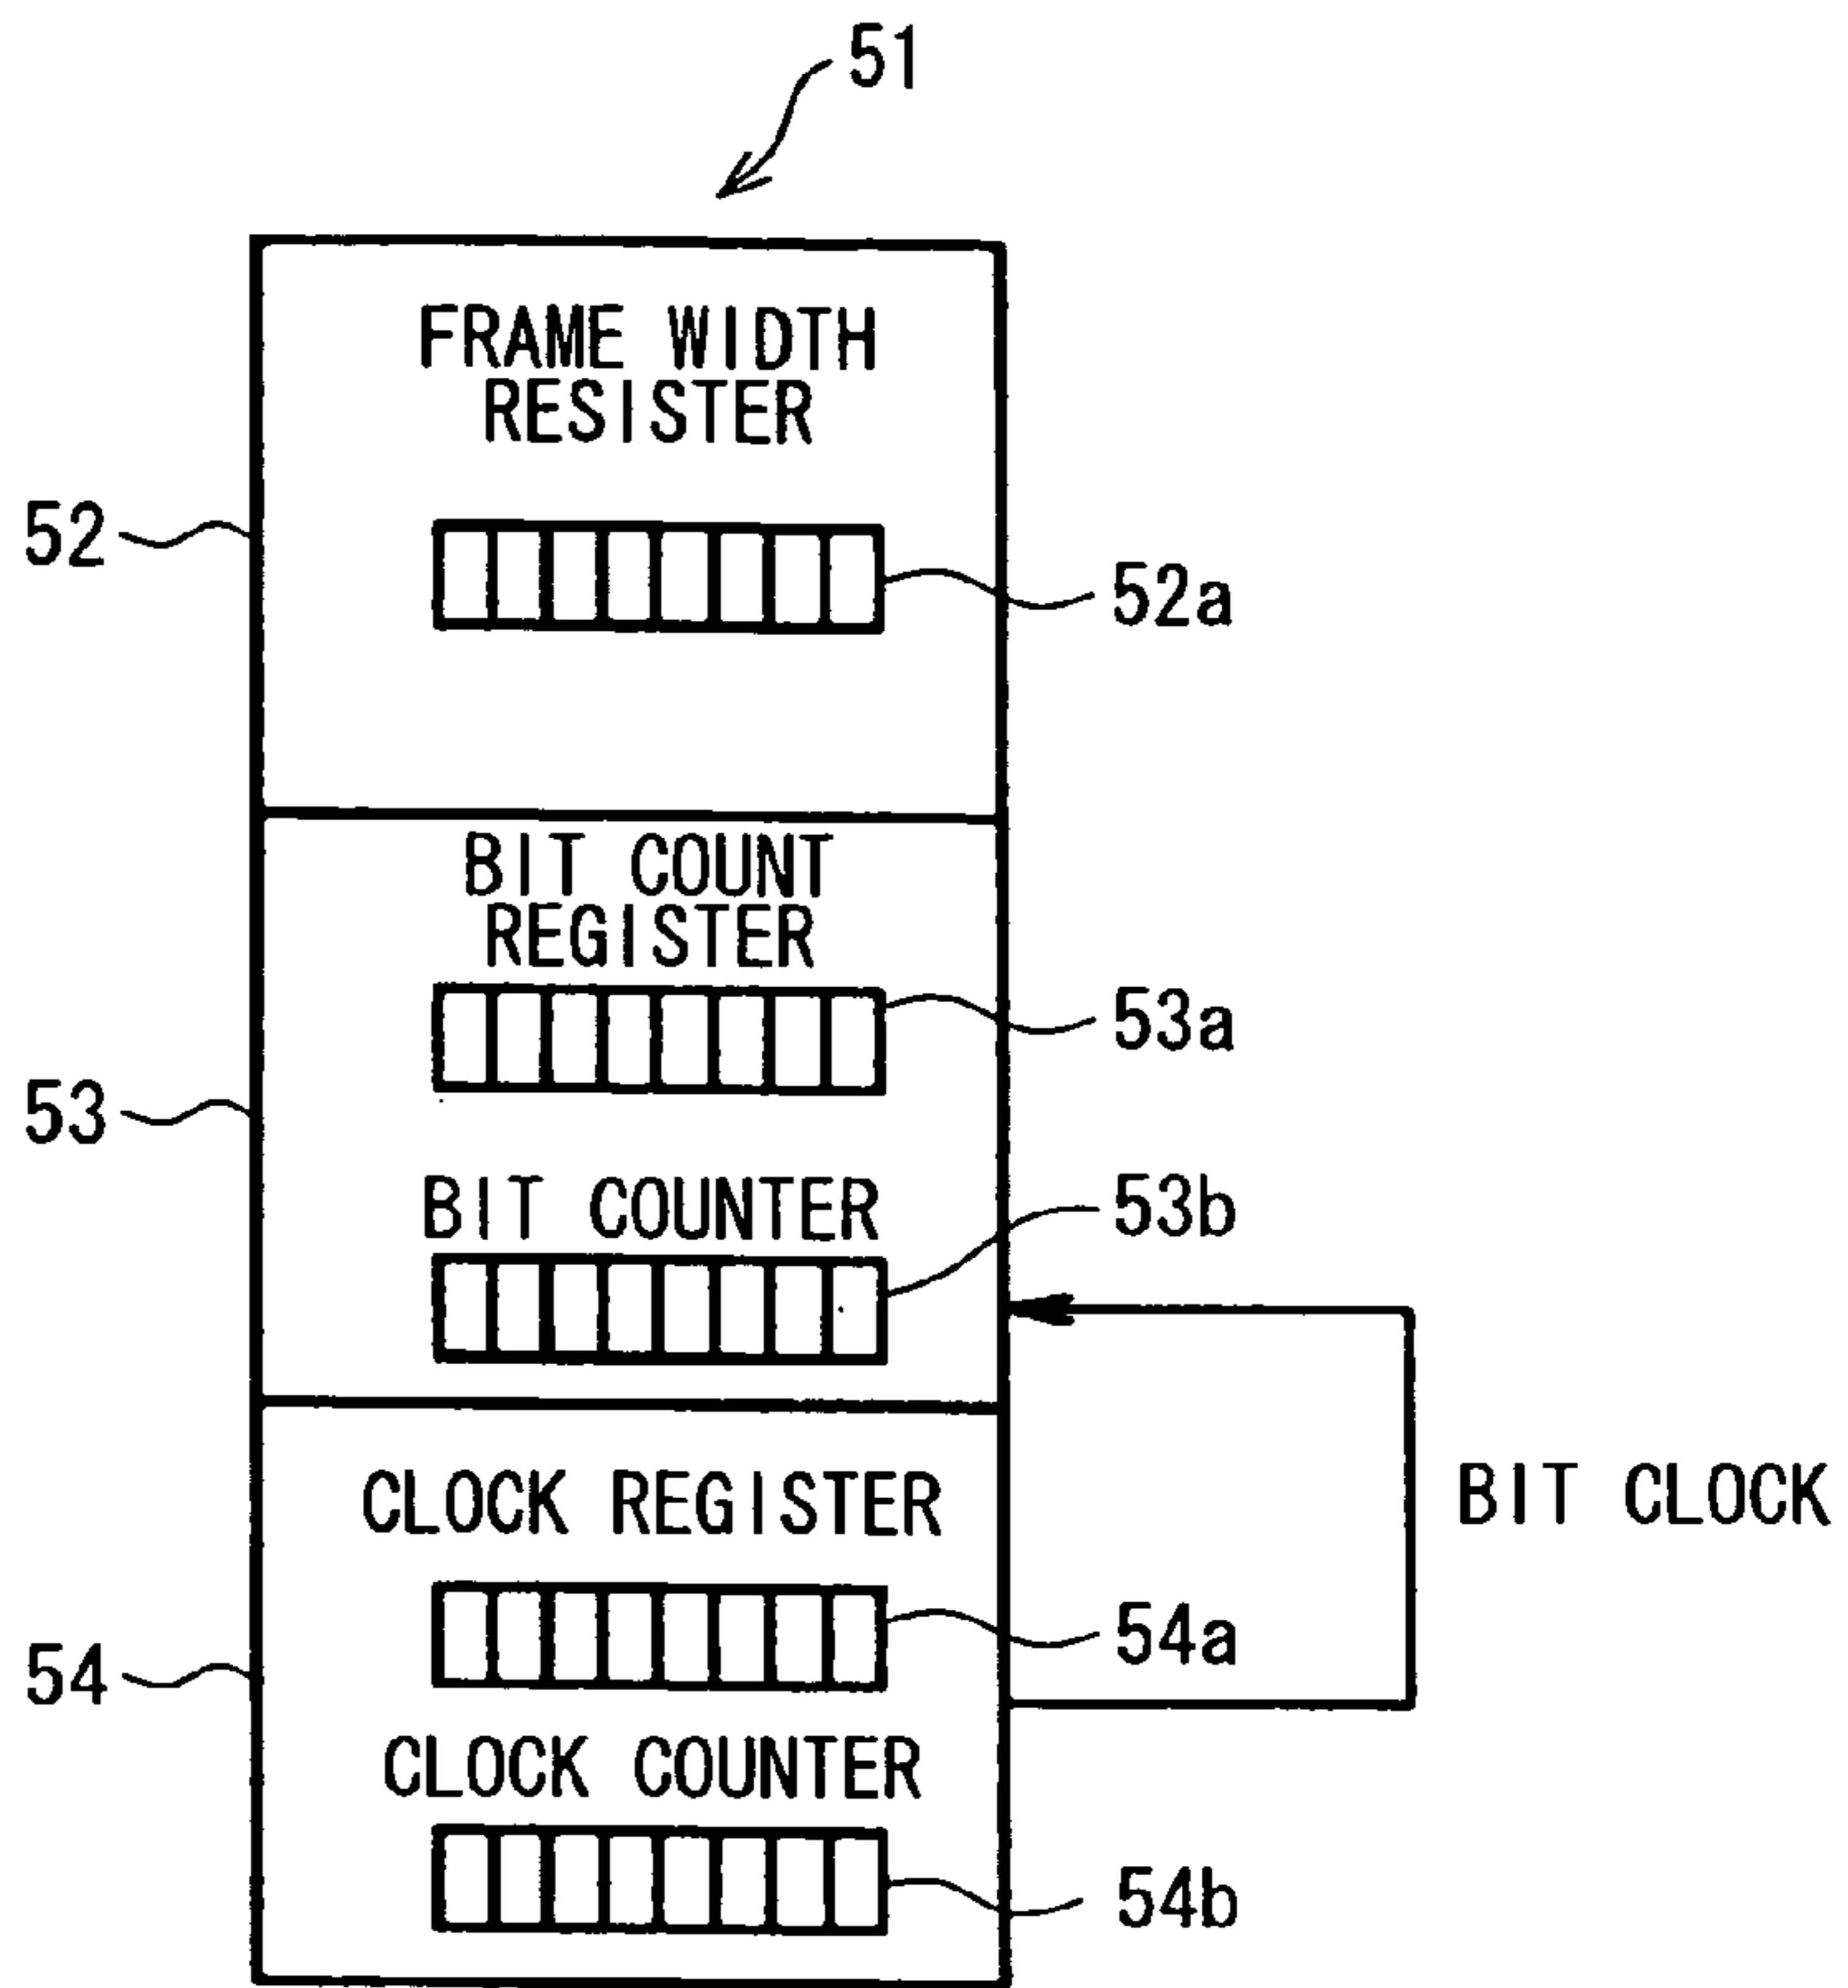 51
FRAME WIDTH
RESISTER
52
52a
BIT COUNT
REGISTER
53a
53
BIT COUNTER
53b
CLOCK REGISTER
BIT CLOCK
54a
54
CLOCK COUNTER
54b